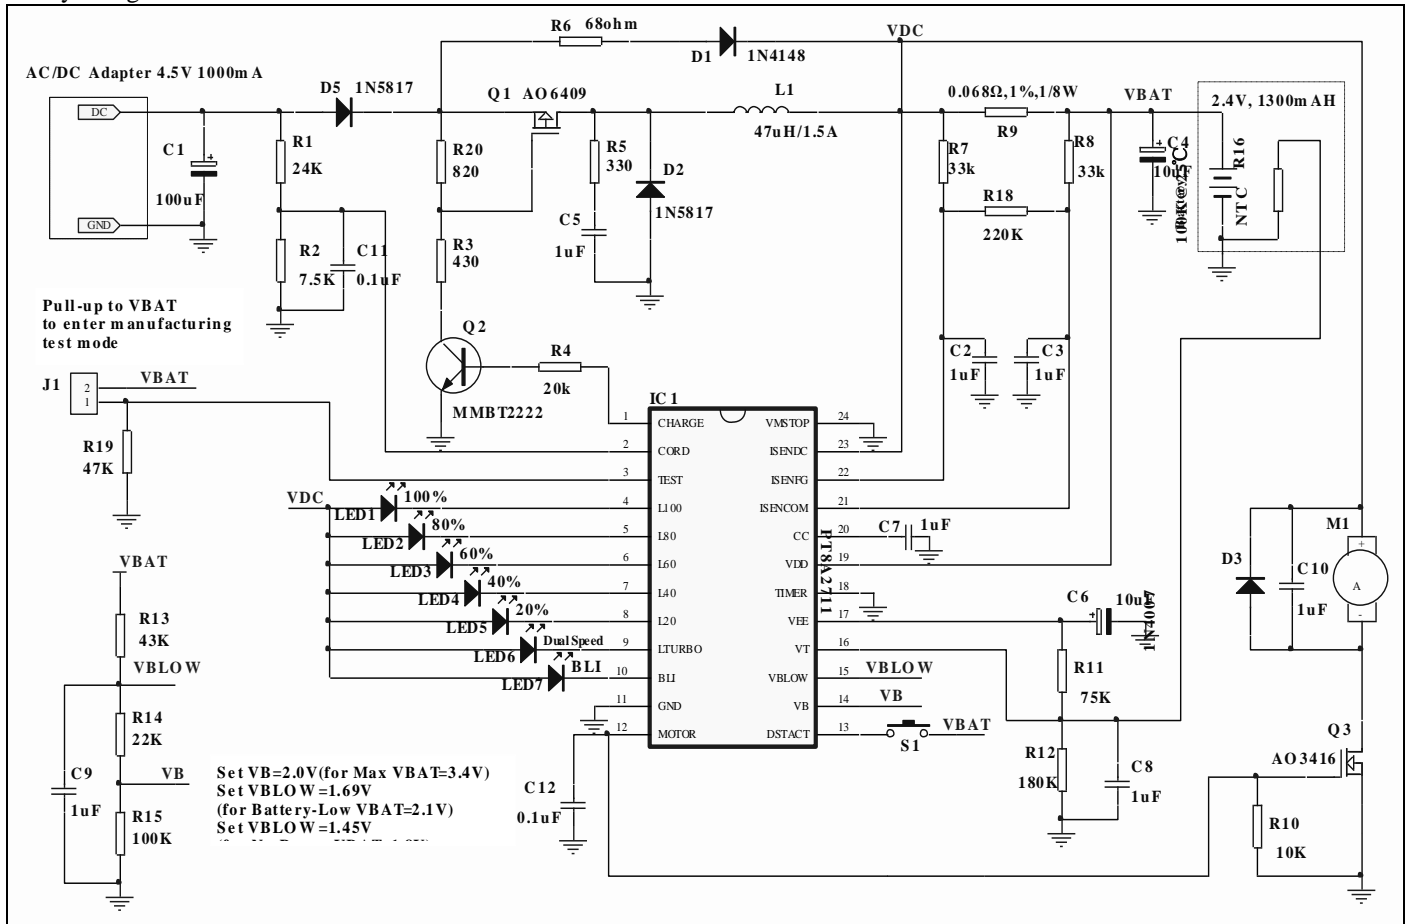 R6 68ohm
VDC
D1 1N4148
AC/DC Adapter 4.5V 1000mA
D5 1N5817
Q1 AO6409
L1
47uH/1.5A
0.068Ω,1%,1/8W
R9
VBAT
2.4V, 1300mAH
DC
GND
C1
100uF
R1
24K
R20
820
R5
330
D2
1N5817
R7
33k
R8
33k
R18
220K
C4
10uF
100K@25℃
R16
NTC
R2
7.5K
C11
0.1uF
R3
430
C5
1uF
Pull-up to VBAT
to enter manufacturing
test mode
Q2
MMBT2222
R4
20k
C2
1uF
C3
1uF
J1
2
1
VBAT
R19
47K
IC1
PT8A2711
1 CHARGE
2 CORD
3 TEST
4 L100
5 L80
6 L60
7 L40
8 L20
9 LTURBO
10 BLI
11 GND
12 MOTOR
VMSTOP 24
ISENDC 23
ISENFG 22
ISENCOM 21
CC 20
VDD 19
TIMER 18
VEE 17
VT 16
VBLOW 15
VB 14
DSTACT 13
VDC
LED1 100%
LED2 80%
LED3 60%
LED4 40%
LED5 20%
LED6 Dual Speed
LED7 BLI
C7 1uF
C6 10uF
1N4007
VBLOW
VB
S1
VBAT
R11
75K
R12
180K
C8
1uF
D3
C10
1uF
M1
+
A
-
Q3
AO3416
R10
10K
VBAT
R13
43K
VBLOW
R14
22K
VB
R15
100K
C9
1uF
Set VB=2.0V(for Max VBAT=3.4V)
Set VBLOW=1.69V
(for Battery-Low VBAT=2.1V)
Set VBLOW=1.45V
C12
0.1uF